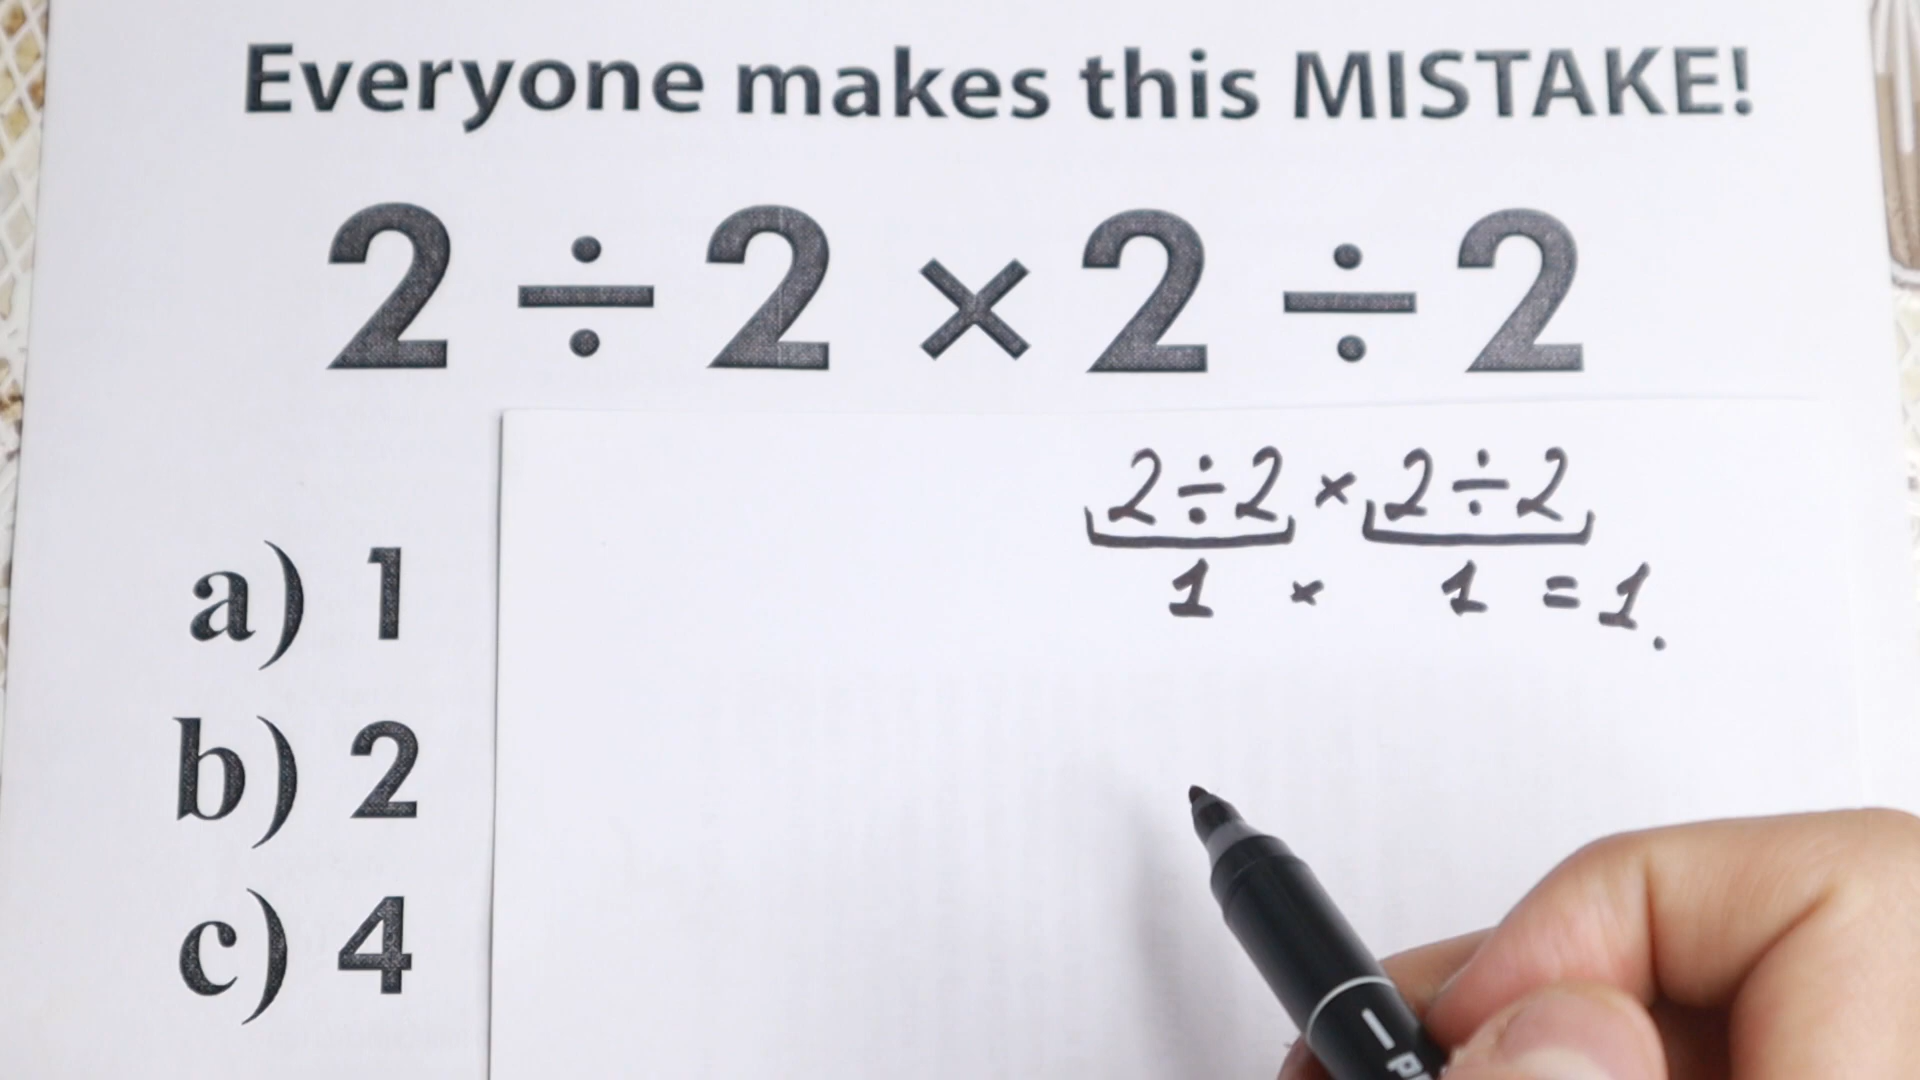 Everyone makes this MISTAKE!
2 ÷ 2 × 2 ÷ 2
2÷2 × 2÷2
1 × 1 = 1.
a) 1
b) 2
c) 4